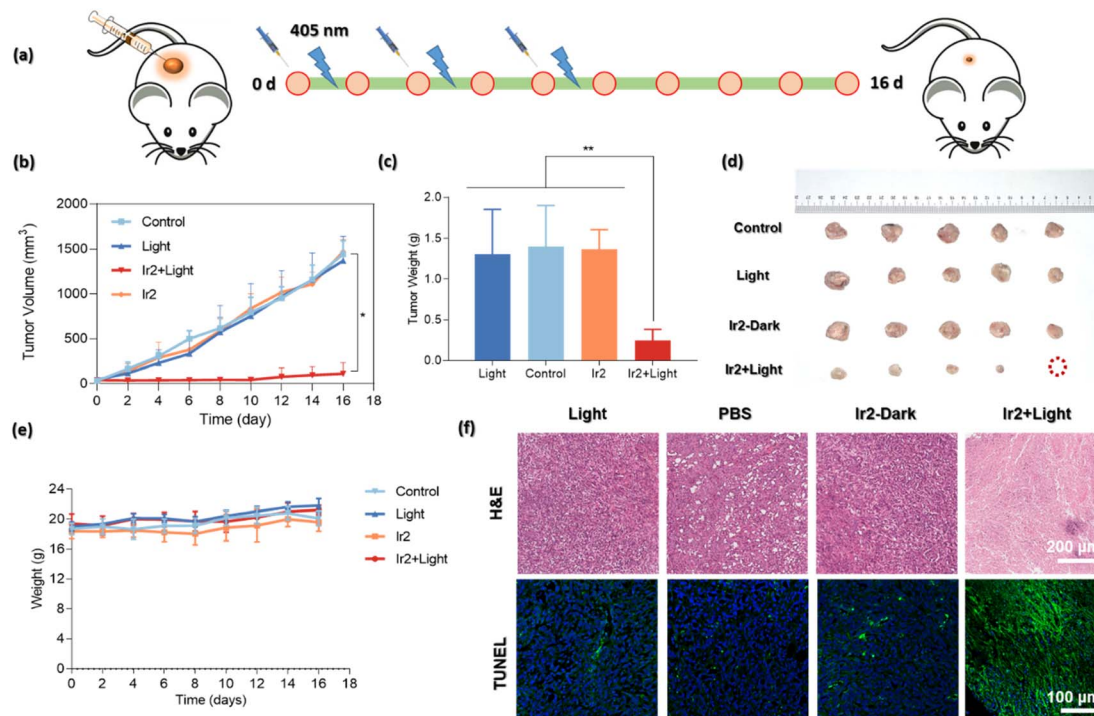 (a)
405 nm
0 d
16 d
(b)
Tumor Volume (mm³)
2000
1500
1000
500
0
0 2 4 6 8 10 12 14 16 18
Time (day)
Control
Light
Ir2+Light
Ir2
*
(c)
**
Tumor Weight (g)
2.0
1.5
1.0
0.5
0.0
Light Control Ir2 Ir2+Light
(d)
Control
Light
Ir2-Dark
Ir2+Light
(e)
Weight (g)
24
20
16
12
8
4
0
0 2 4 6 8 10 12 14 16 18
Time (days)
Control
Light
Ir2
Ir2+Light
(f)
Light PBS Ir2-Dark Ir2+Light
H&E
200 µm
TUNEL
100 µm